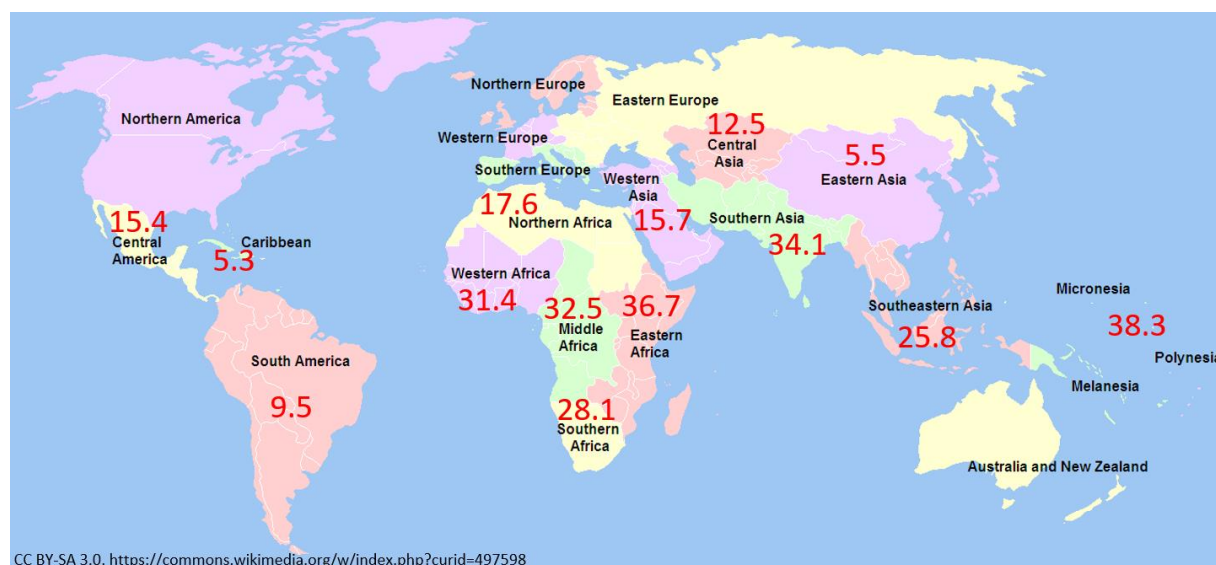 Northern Europe
Eastern Europe
Northern America
12.5
Western Europe
Central
Asia
5.5
Southern Europe
Western
Asia
Eastern Asia
17.6
15.4
Northern Africa
15.7
Southern Asia
Central
America
Caribbean
5.3
34.1
Western Africa
31.4
32.5
36.7
Middle
Africa
Eastern
Africa
Southeastern Asia
25.8
Micronesia
38.3
Polynesia
Melanesia
South America
9.5
28.1
Southern
Africa
Australia and New Zealand
CC BY-SA 3.0, https://commons.wikimedia.org/w/index.php?curid=497598